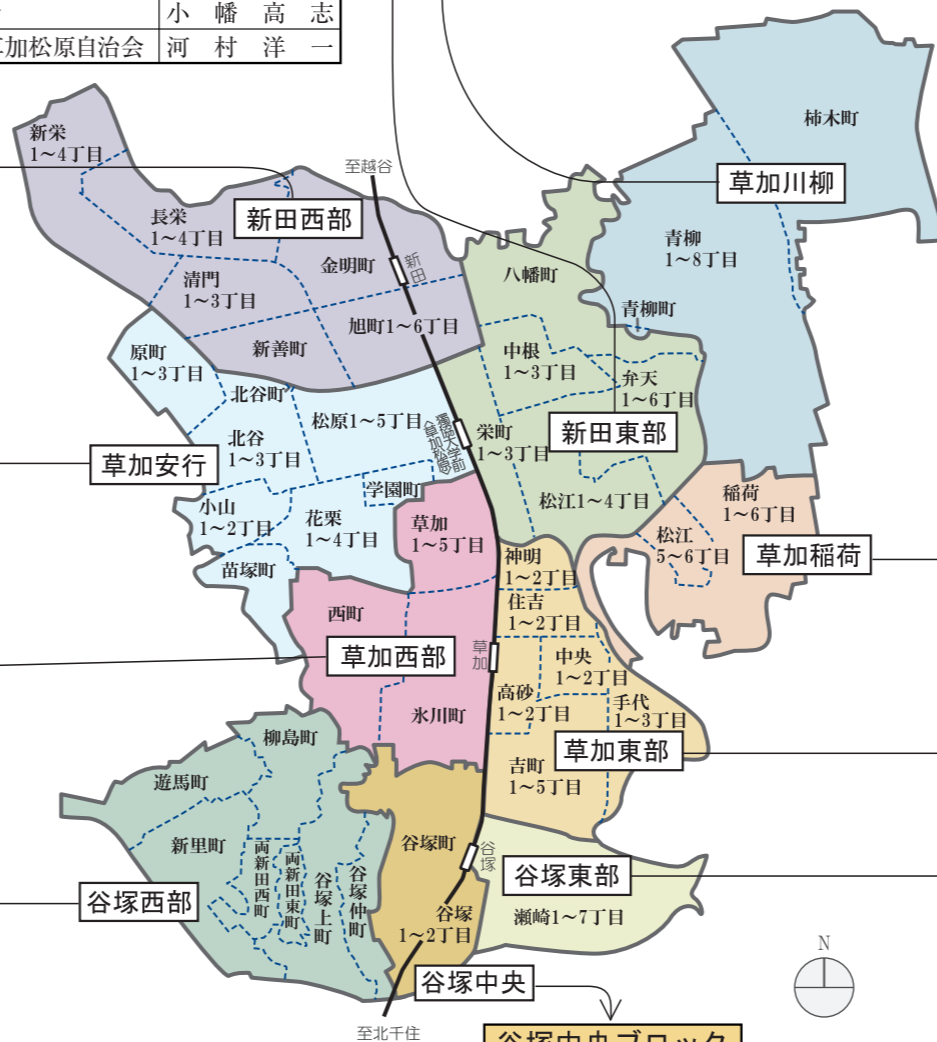 小幡高志
草加松原自治会
河村洋一
新栄
1〜4丁目
至越谷
柿木町
草加川柳
長栄
1〜4丁目
新田西部
金明町
新田
八幡町
青柳
1〜8丁目
清門
1〜3丁目
青柳町
旭町1〜6丁目
新善町
原町
1〜3丁目
中根
1〜3丁目
弁天
1〜6丁目
北谷町
松原1〜5丁目
獨協大学前
〈草加松原〉
栄町
1〜3丁目
新田東部
北谷
1〜3丁目
草加安行
学園町
松江1〜4丁目
稲荷
1〜6丁目
小山
1〜2丁目
花栗
1〜4丁目
草加
1〜5丁目
松江
5〜6丁目
草加稲荷
苗塚町
神明
1〜2丁目
住吉
1〜2丁目
西町
草加西部
草加
中央
1〜2丁目
高砂
1〜2丁目
手代
1〜3丁目
氷川町
草加東部
柳島町
吉町
1〜5丁目
遊馬町
新里町
両新田西町
両新田東町
谷塚上町
谷塚仲町
谷塚町
谷塚
谷塚東部
谷塚西部
谷塚
1〜2丁目
瀬崎1〜7丁目
N
谷塚中央
至北千住
谷塚中央ブロック